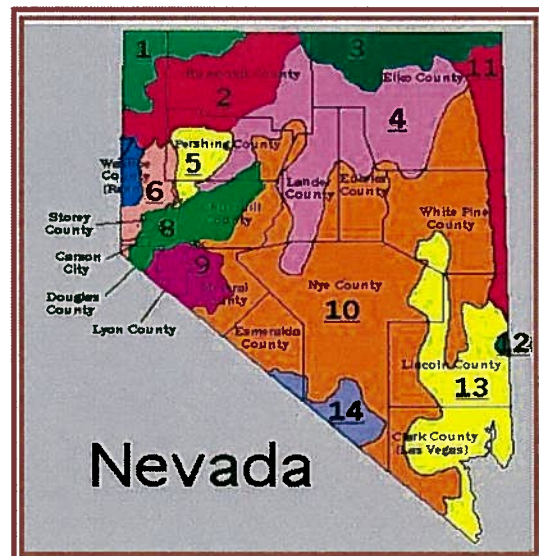 1
3
11
Humboldt County
Elko County
2
4
Pershing County
5
Washoe
County
(Reno)
6
Lander
County
Eureka
County
Storey
County
8
Churchill
County
White Pine
County
Carson
City
9
Nye County
Douglas
County
Mineral
County
10
Lyon County
Esmeralda
County
12
Lincoln County
13
14
Clark County
(Las Vegas)
Nevada